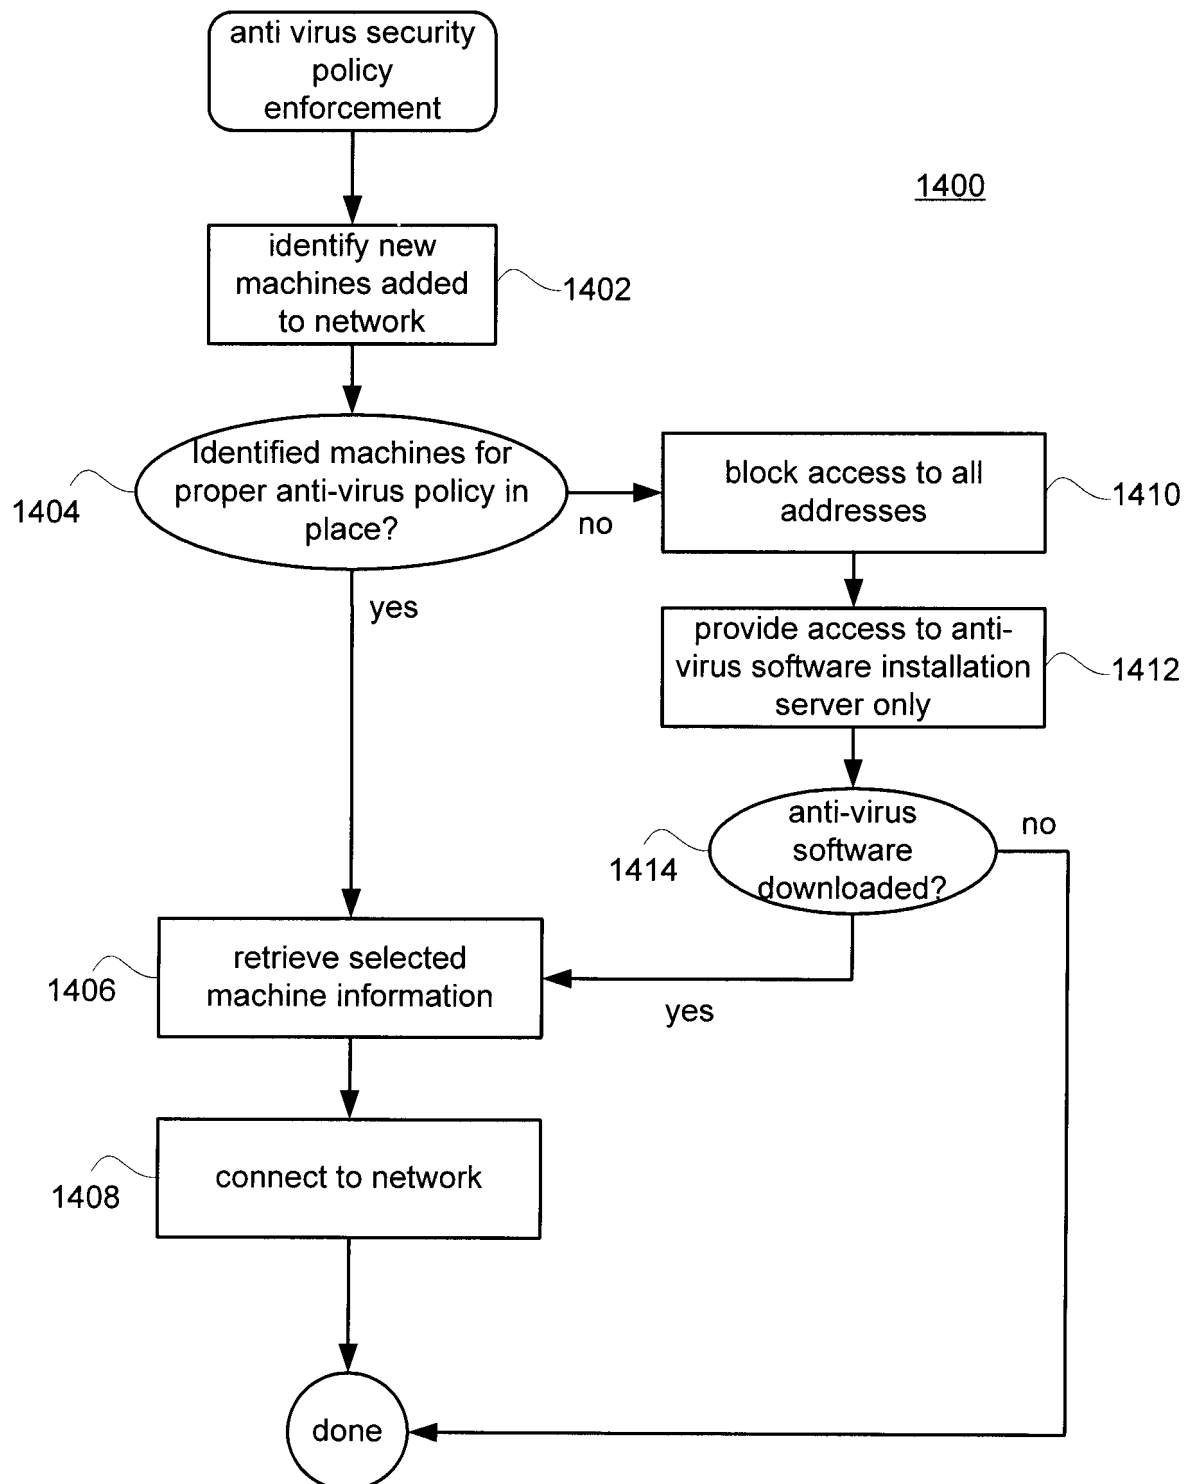 anti virus security
policy
enforcement
1400
identify new
machines added
to network
1402
Identified machines for
proper anti-virus policy in
place?
1404
no
yes
block access to all
addresses
1410
provide access to anti-
virus software installation
server only
1412
anti-virus
software
downloaded?
1414
no
yes
retrieve selected
machine information
1406
connect to network
1408
done